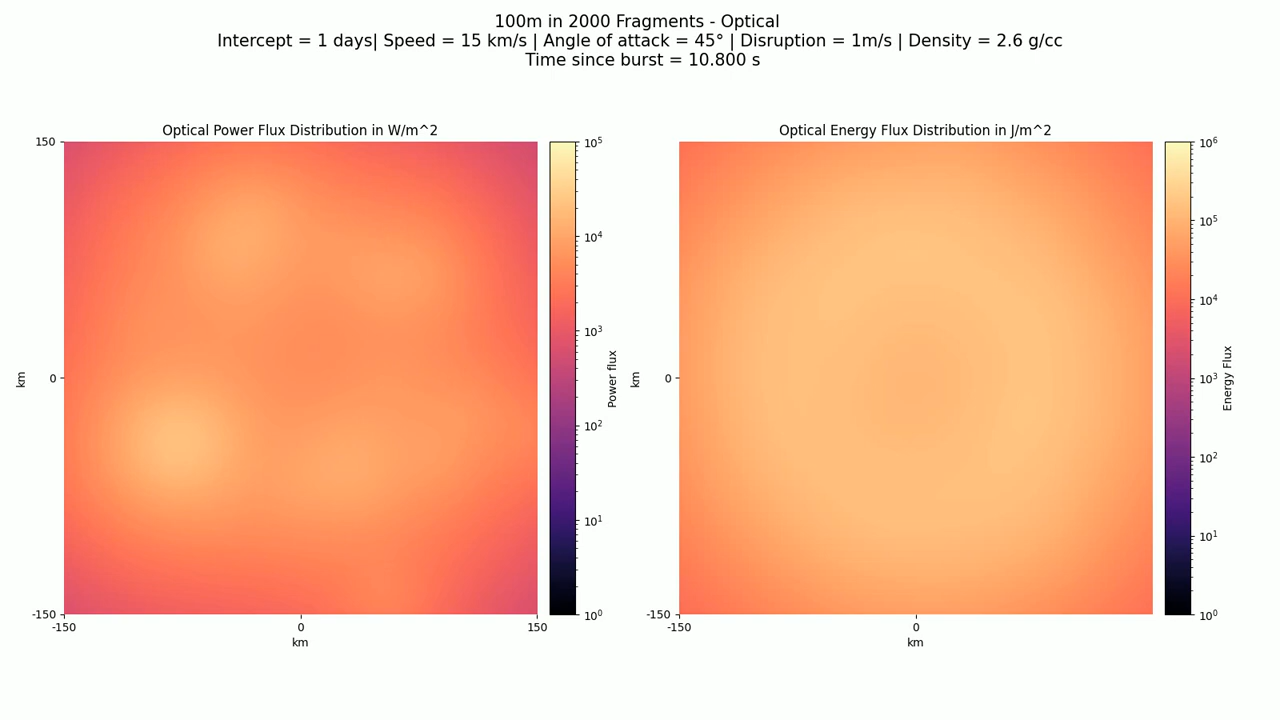 100m in 2000 Fragments - Optical
Intercept = 1 days| Speed = 15 km/s | Angle of attack = 45° | Disruption = 1m/s | Density = 2.6 g/cc
Time since burst = 10.800 s
Optical Power Flux Distribution in W/m^2
150
0
-150
km
-150
0
150
km
10^5
10^4
10^3
10^2
10^1
10^0
Power flux
Optical Energy Flux Distribution in J/m^2
0
-150
km
-150
0
km
10^6
10^5
10^4
10^3
10^2
10^1
10^0
Energy Flux